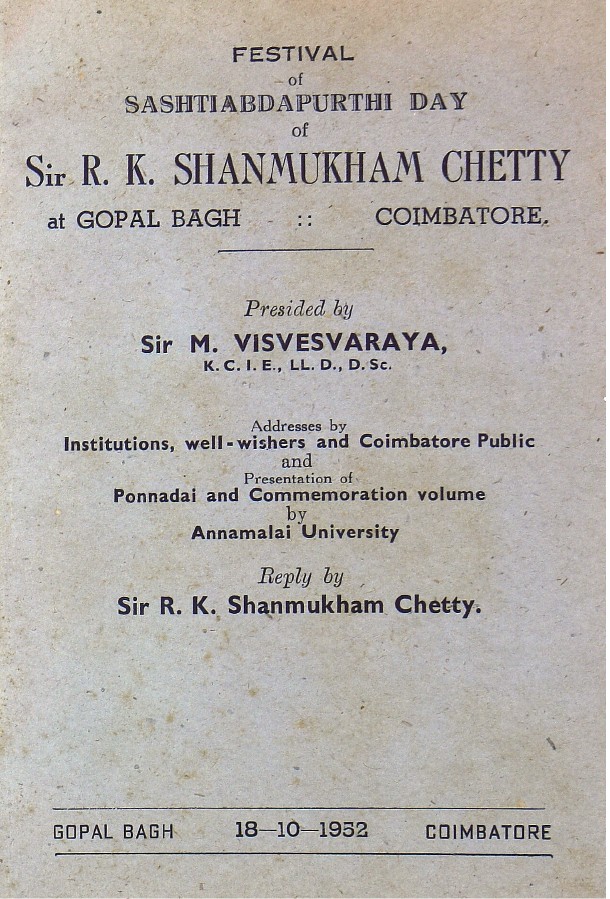 FESTIVAL
of
SASHTIABDAPURTHI DAY
of
Sir R. K. SHANMUKHAM CHETTY
at GOPAL BAGH - :: COIMBATORE.
Presided by
Sir M. VISVESVARAYA,
K. C. I. E., LL. D., D. Sc.
Addresses by
Institutions, well-wishers and Coimbatore Public
and
Presentation of
Ponnadai and Commemoration volume
by
Annamalai University
Reply by
Sir R. K. Shanmukham Chetty.
GOPAL BAGH 18—10—1952 COIMBATORE